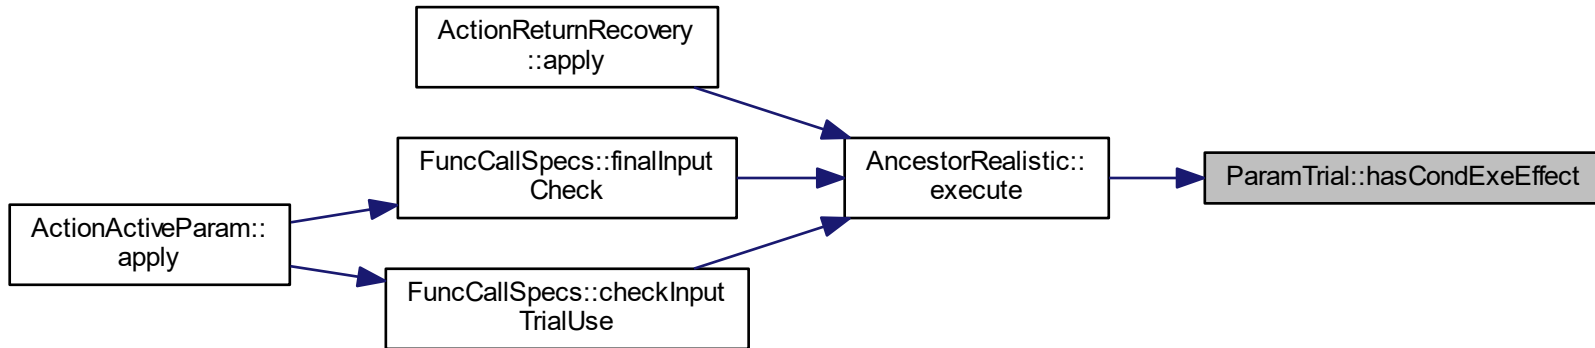 ActionReturnRecovery
::apply
FuncCallSpecs::finalInput
Check
AncestorRealistic::
execute
ParamTrial::hasCondExeEffect
ActionActiveParam::
apply
FuncCallSpecs::checkInput
TrialUse